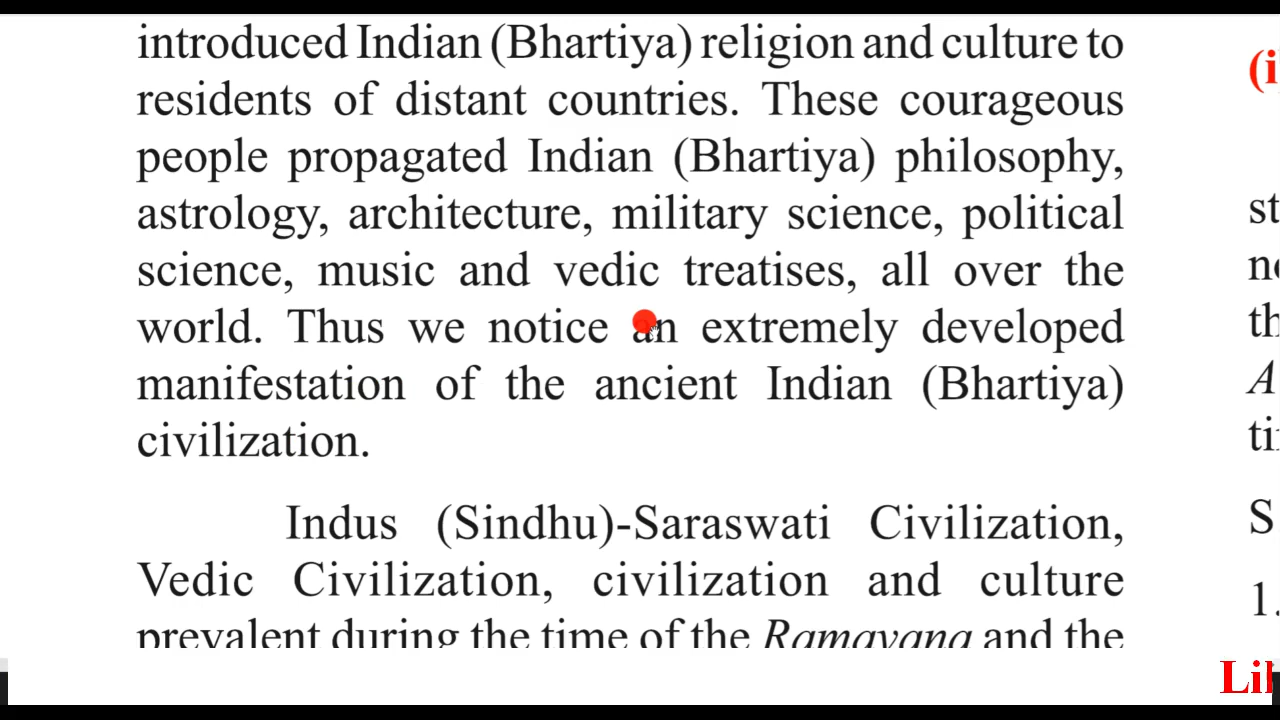 introduced Indian (Bhartiya) religion and culture to
residents of distant countries. These courageous
people propagated Indian (Bhartiya) philosophy,
astrology, architecture, military science, political
science, music and vedic treatises, all over the
world. Thus we notice an extremely developed
manifestation of the ancient Indian (Bhartiya)
civilization.
Indus (Sindhu)-Saraswati Civilization,
Vedic Civilization, civilization and culture
prevalent during the time of the Ramayana and the
(i
st
th
A
S
1.